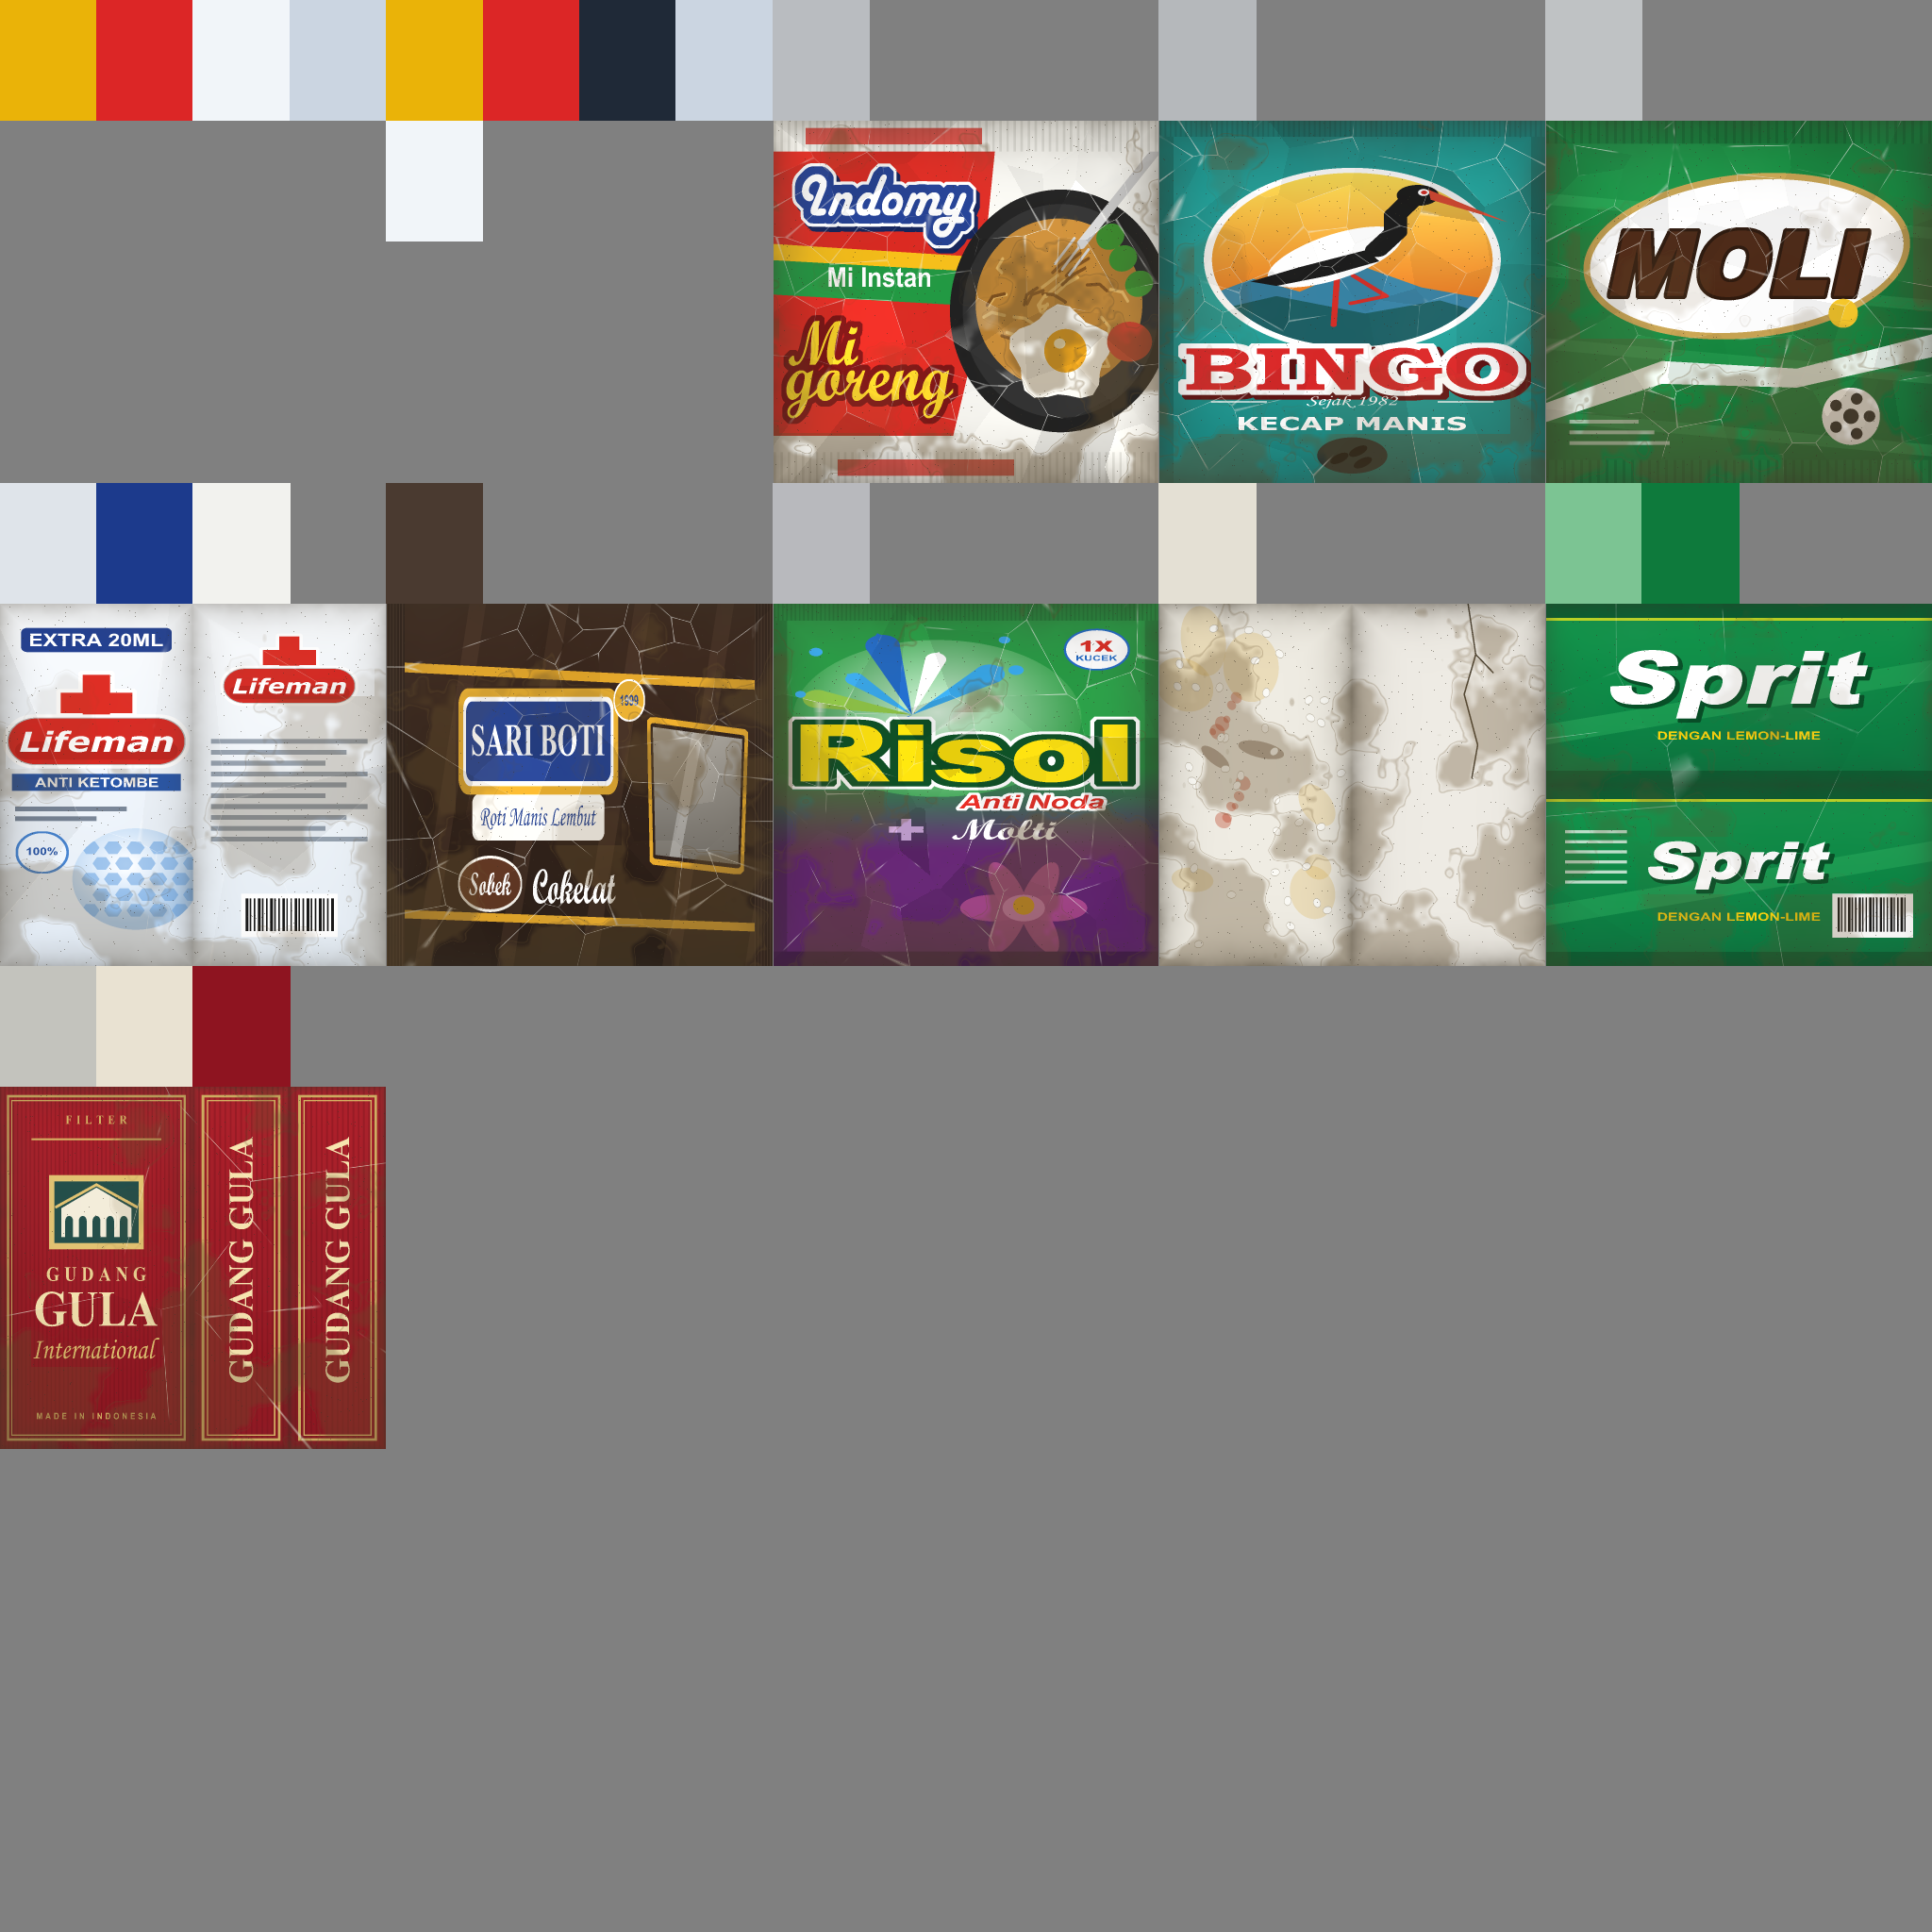 Indomy
Mi Instan
Mi
goreng
BINGO
Sejak 1982
KECAP MANIS
MOLI
EXTRA 20ML
Lifeman
ANTI KETOMBE
100%
Lifeman
SARI BOTI
Roti Manis Lembut
Sobek
Cokelat
1X
KUCEK
Risol
Anti Noda
+ Molti
Sprit
DENGAN LEMON-LIME
Sprit
DENGAN LEMON-LIME
FILTER
GUDANG
GULA
International
MADE IN INDONESIA
GUDANG GULA
GUDANG GULA